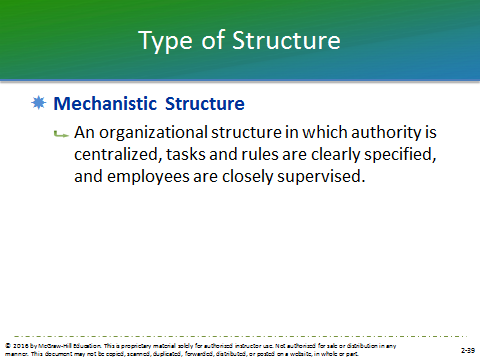 Type of Structure
Mechanistic Structure
An organizational structure in which authority is
centralized, tasks and rules are clearly specified,
and employees are closely supervised.
© 2016 by McGraw-Hill Education. This is proprietary material solely for authorized instructor use. Not authorized for sale or distribution in any
manner. This document may not be copied, scanned, duplicated, forwarded, distributed, or posted on a website, in whole or part.
2-39